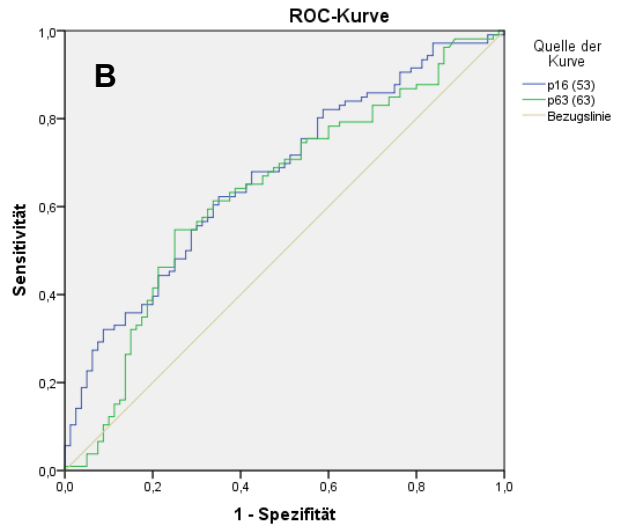 ROC-Kurve
B
Quelle der
Kurve
p16 (53)
p63 (63)
Bezugslinie
Sensitivität
1,0
0,8
0,6
0,4
0,2
0,0
0,0 0,2 0,4 0,6 0,8 1,0
1 - Spezifität